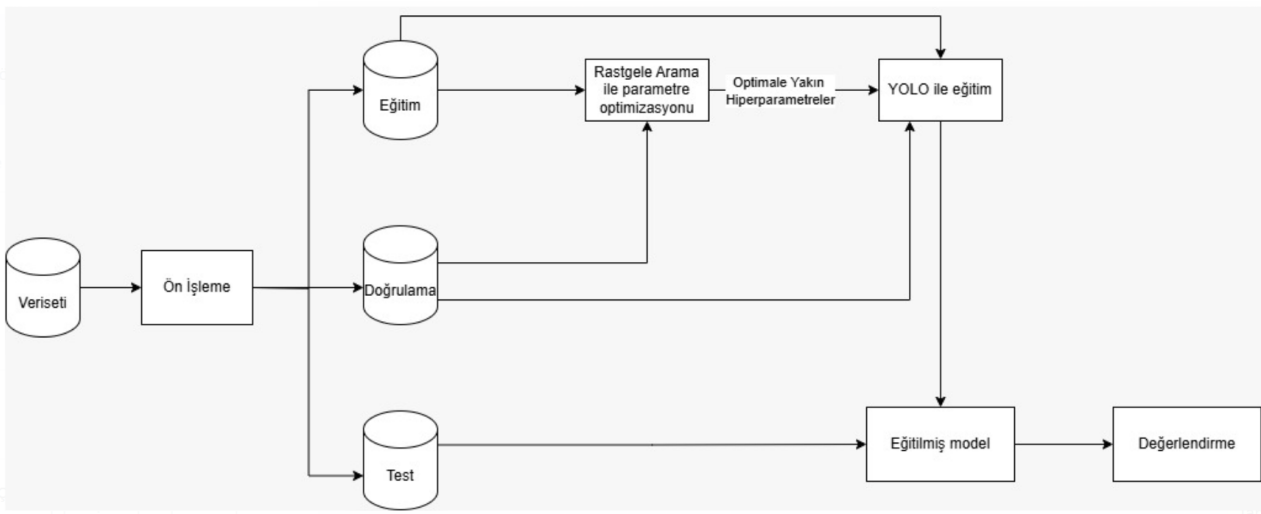 Eğitim
Rastgele Arama
ile parametre
optimizasyonu
Optimale Yakın
Hiperparametreler
YOLO ile eğitim
Veriseti
Ön İşleme
Doğrulama
Test
Eğitilmiş model
Değerlendirme